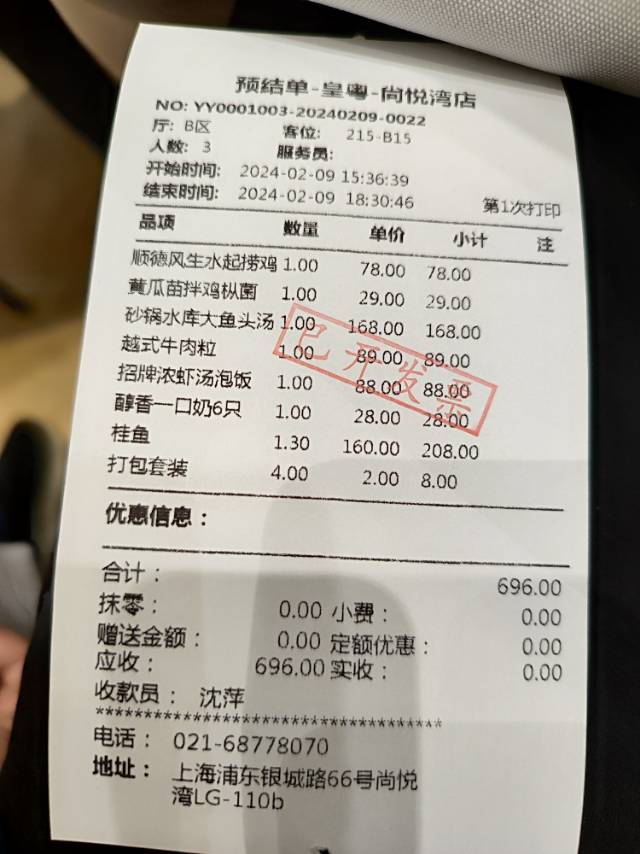 预结单-皇粤-尚悦湾店
NO: YY0001003-20240209-0022
厅: B区 客位: 215-B15
人数: 3 服务员:
开始时间: 2024-02-09 15:36:39
结束时间: 2024-02-09 18:30:46 第1次打印
品项 数量 单价 小计 注
顺德风生水起捞鸡 1.00 78.00 78.00
黄瓜苗拌鸡枞菌 1.00 29.00 29.00
砂锅水库大鱼头汤 1.00 168.00 168.00
越式牛肉粒 1.00 89.00 89.00
招牌浓虾汤泡饭 1.00 88.00 88.00
醇香一口奶6只 1.00 28.00 28.00
桂鱼 1.30 160.00 208.00
打包套装 4.00 2.00 8.00
已开发票
优惠信息：
合计： 696.00
抹零： 0.00 小费： 0.00
赠送金额： 0.00 定额优惠： 0.00
应收： 696.00 实收： 0.00
收款员： 沈萍
************************************
电话： 021-68778070
地址： 上海浦东银城路66号尚悦
湾LG-110b